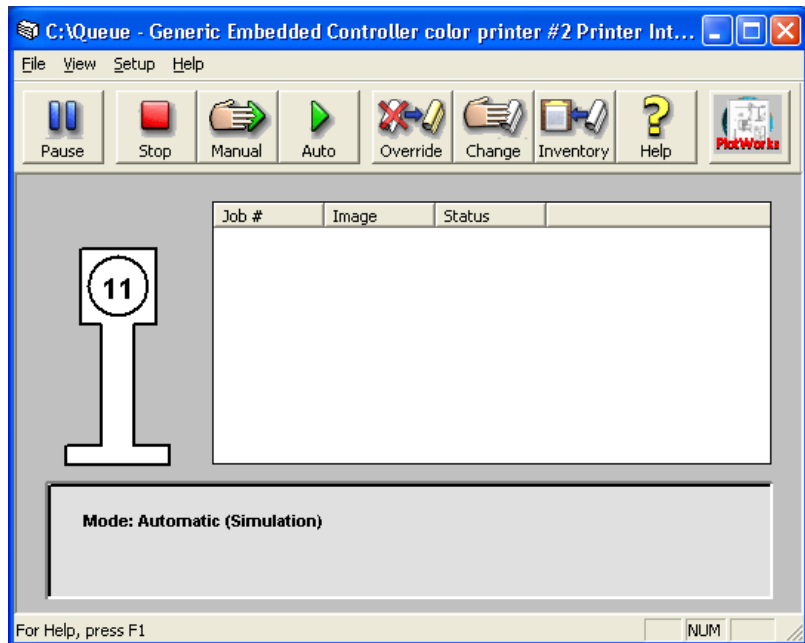 C:\Queue - Generic Embedded Controller color printer #2 Printer Int...
File View Setup Help
Pause Stop Manual Auto Override Change Inventory Help PlotWorks
Job # Image Status
11
Mode: Automatic (Simulation)
For Help, press F1 NUM